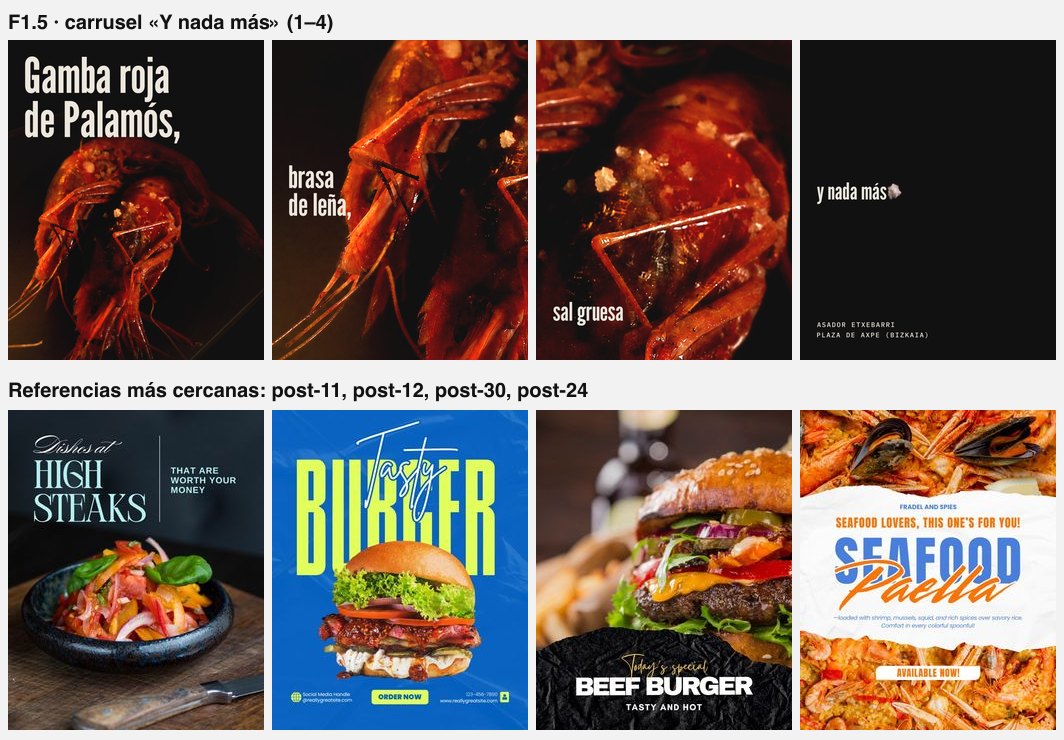 F1.5 · carrusel «Y nada más» (1–4)
Gamba roja
de Palamós,
brasa
de leña,
sal gruesa
y nada más
ASADOR ETXEBARRI
PLAZA DE AXPE (BIZKAIA)
Referencias más cercanas: post-11, post-12, post-30, post-24
Dishes at
HIGH
STEAKS
THAT ARE
WORTH YOUR
MONEY
Tasty
BURGER
Social Media Handle
@reallygreatsite.com
ORDER NOW
123-456-7890
www.reallygreatsite.com
Today's special
BEEF BURGER
TASTY AND HOT
FRADEL AND SPIES
SEAFOOD LOVERS, THIS ONE'S FOR YOU!
SEAFOOD
Paella
—loaded with shrimp, mussels, squid, and rich spices over savory rice.
Comfort in every colorful spoonful!
AVAILABLE NOW!